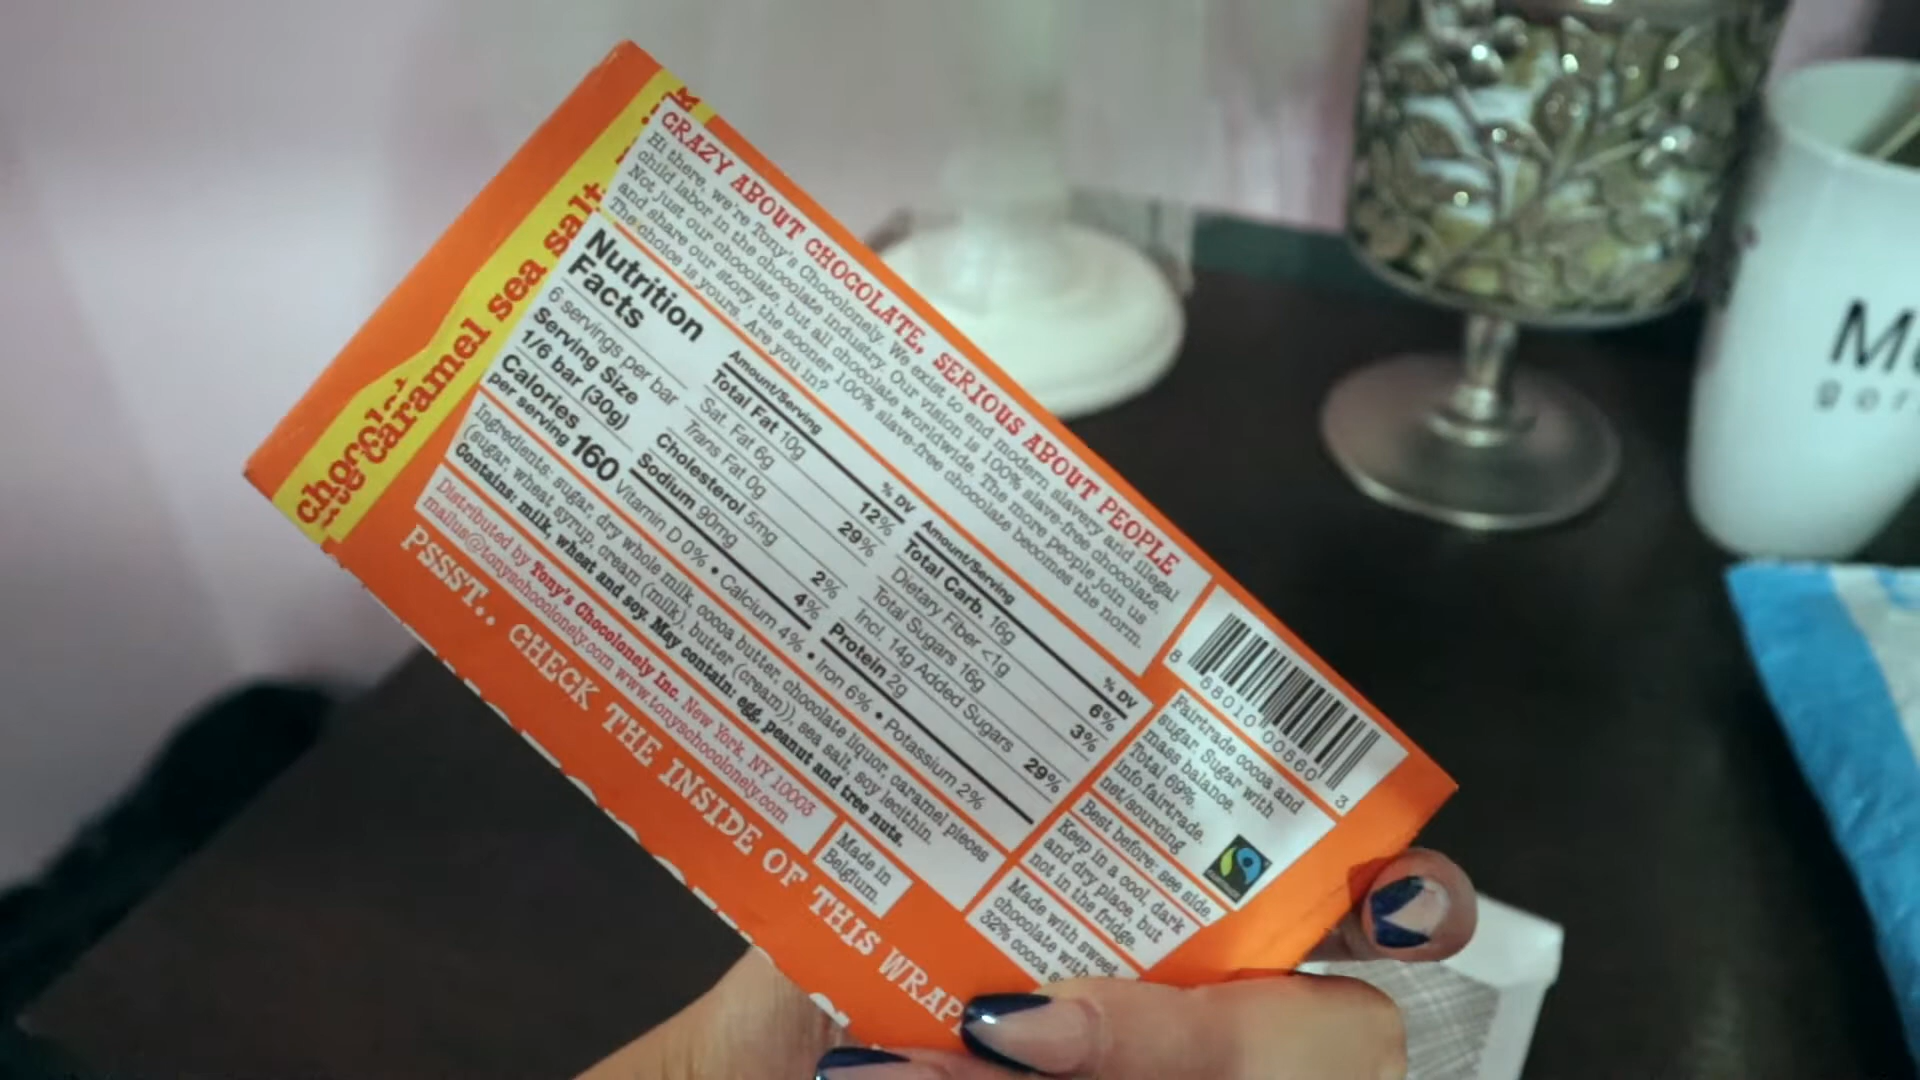 chocolat
caramel sea salt
CRAZY ABOUT CHOCOLATE, SERIOUS ABOUT PEOPLE
Hi there, we're Tony's Chocolonely. We exist to end modern slavery and illegal
child labor in the chocolate industry. Our vision is 100% slave-free chocolate.
Not just our chocolate, but all chocolate worldwide. The more people join us
and share our story, the sooner 100% slave-free chocolate becomes the norm.
The choice is yours. Are you in?
Nutrition
Facts
6 servings per bar
Serving Size
1/6 bar (30g)
Calories
per serving 160
Amount/Serving % DV
Total Fat 10g 12%
Sat. Fat 6g 29%
Trans Fat 0g
Cholesterol 5mg 2%
Sodium 90mg 4%
Amount/Serving % DV
Total Carb. 16g 6%
Dietary Fiber <1g 3%
Total Sugars 16g
Incl. 14g Added Sugars 29%
Protein 2g
Vitamin D 0% • Calcium 4% • Iron 6% • Potassium 2%
Ingredients: sugar, dry whole milk, cocoa butter, chocolate liquor, caramel pieces
(sugar, wheat syrup, cream (milk), butter (cream)), sea salt, soy lecithin.
Contains: milk, wheat and soy. May contain: egg, peanut and tree nuts.
Distributed by Tony's Chocolonely Inc. New York, NY 10003
mailus@tonyschocolonely.com www.tonyschocolonely.com
Made in
Belgium.
8 68010 00660 3
Fairtrade cocoa and
sugar. Sugar with
mass balance.
Total 69%.
info.fairtrade.
net/sourcing
Best before: see side.
Keep in a cool, dark
and dry place, but
not in the fridge.
Made with sweet
chocolate with
32% cocoa s
PSSST.. CHECK THE INSIDE OF THIS WRAPP